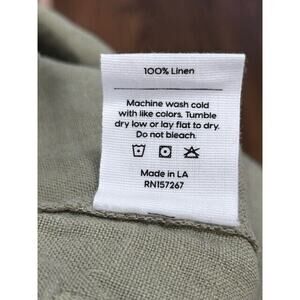 100% Linen
Machine wash cold
with like colors. Tumble
dry low or lay flat to dry.
Do not bleach.
Made in LA
RN157267